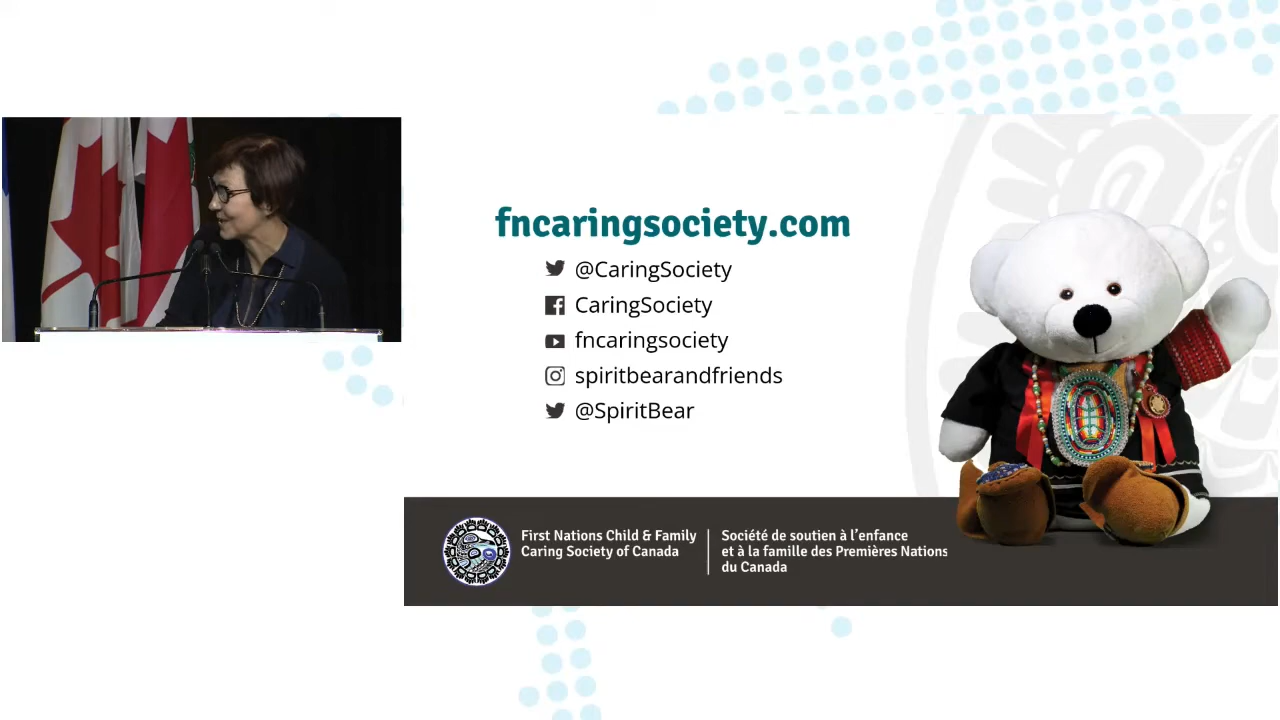 fncaringsociety.com
@CaringSociety
CaringSociety
fncaringsociety
spiritbearandfriends
@SpiritBear
First Nations Child & Family
Caring Society of Canada
Société de soutien à l'enfance
et à la famille des Premières Nations
du Canada